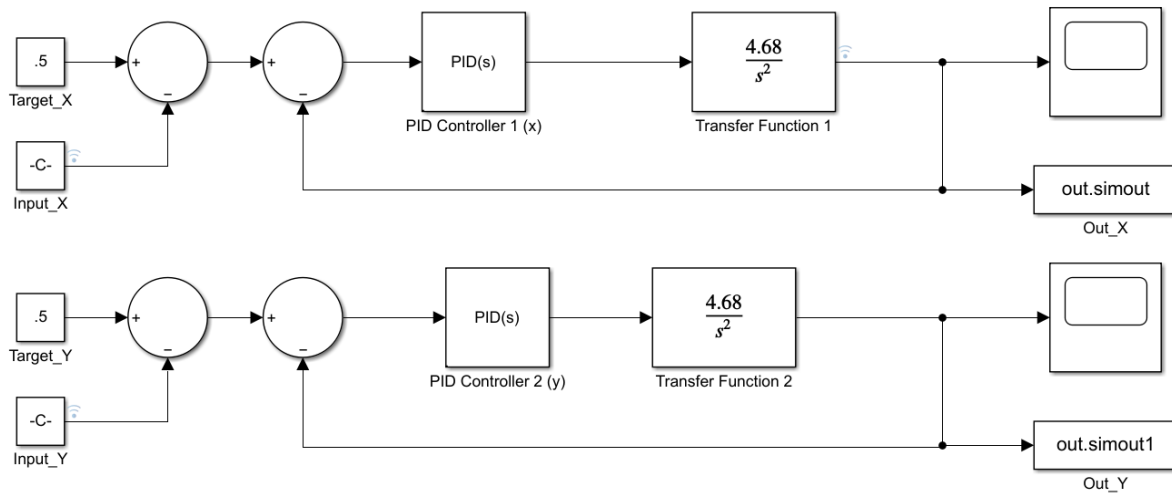 .5
Target_X
+
−
+
−
PID(s)
PID Controller 1 (x)
4.68
s²
Transfer Function 1
-C-
Input_X
out.simout
Out_X
.5
Target_Y
+
−
+
−
PID(s)
PID Controller 2 (y)
4.68
s²
Transfer Function 2
-C-
Input_Y
out.simout1
Out_Y